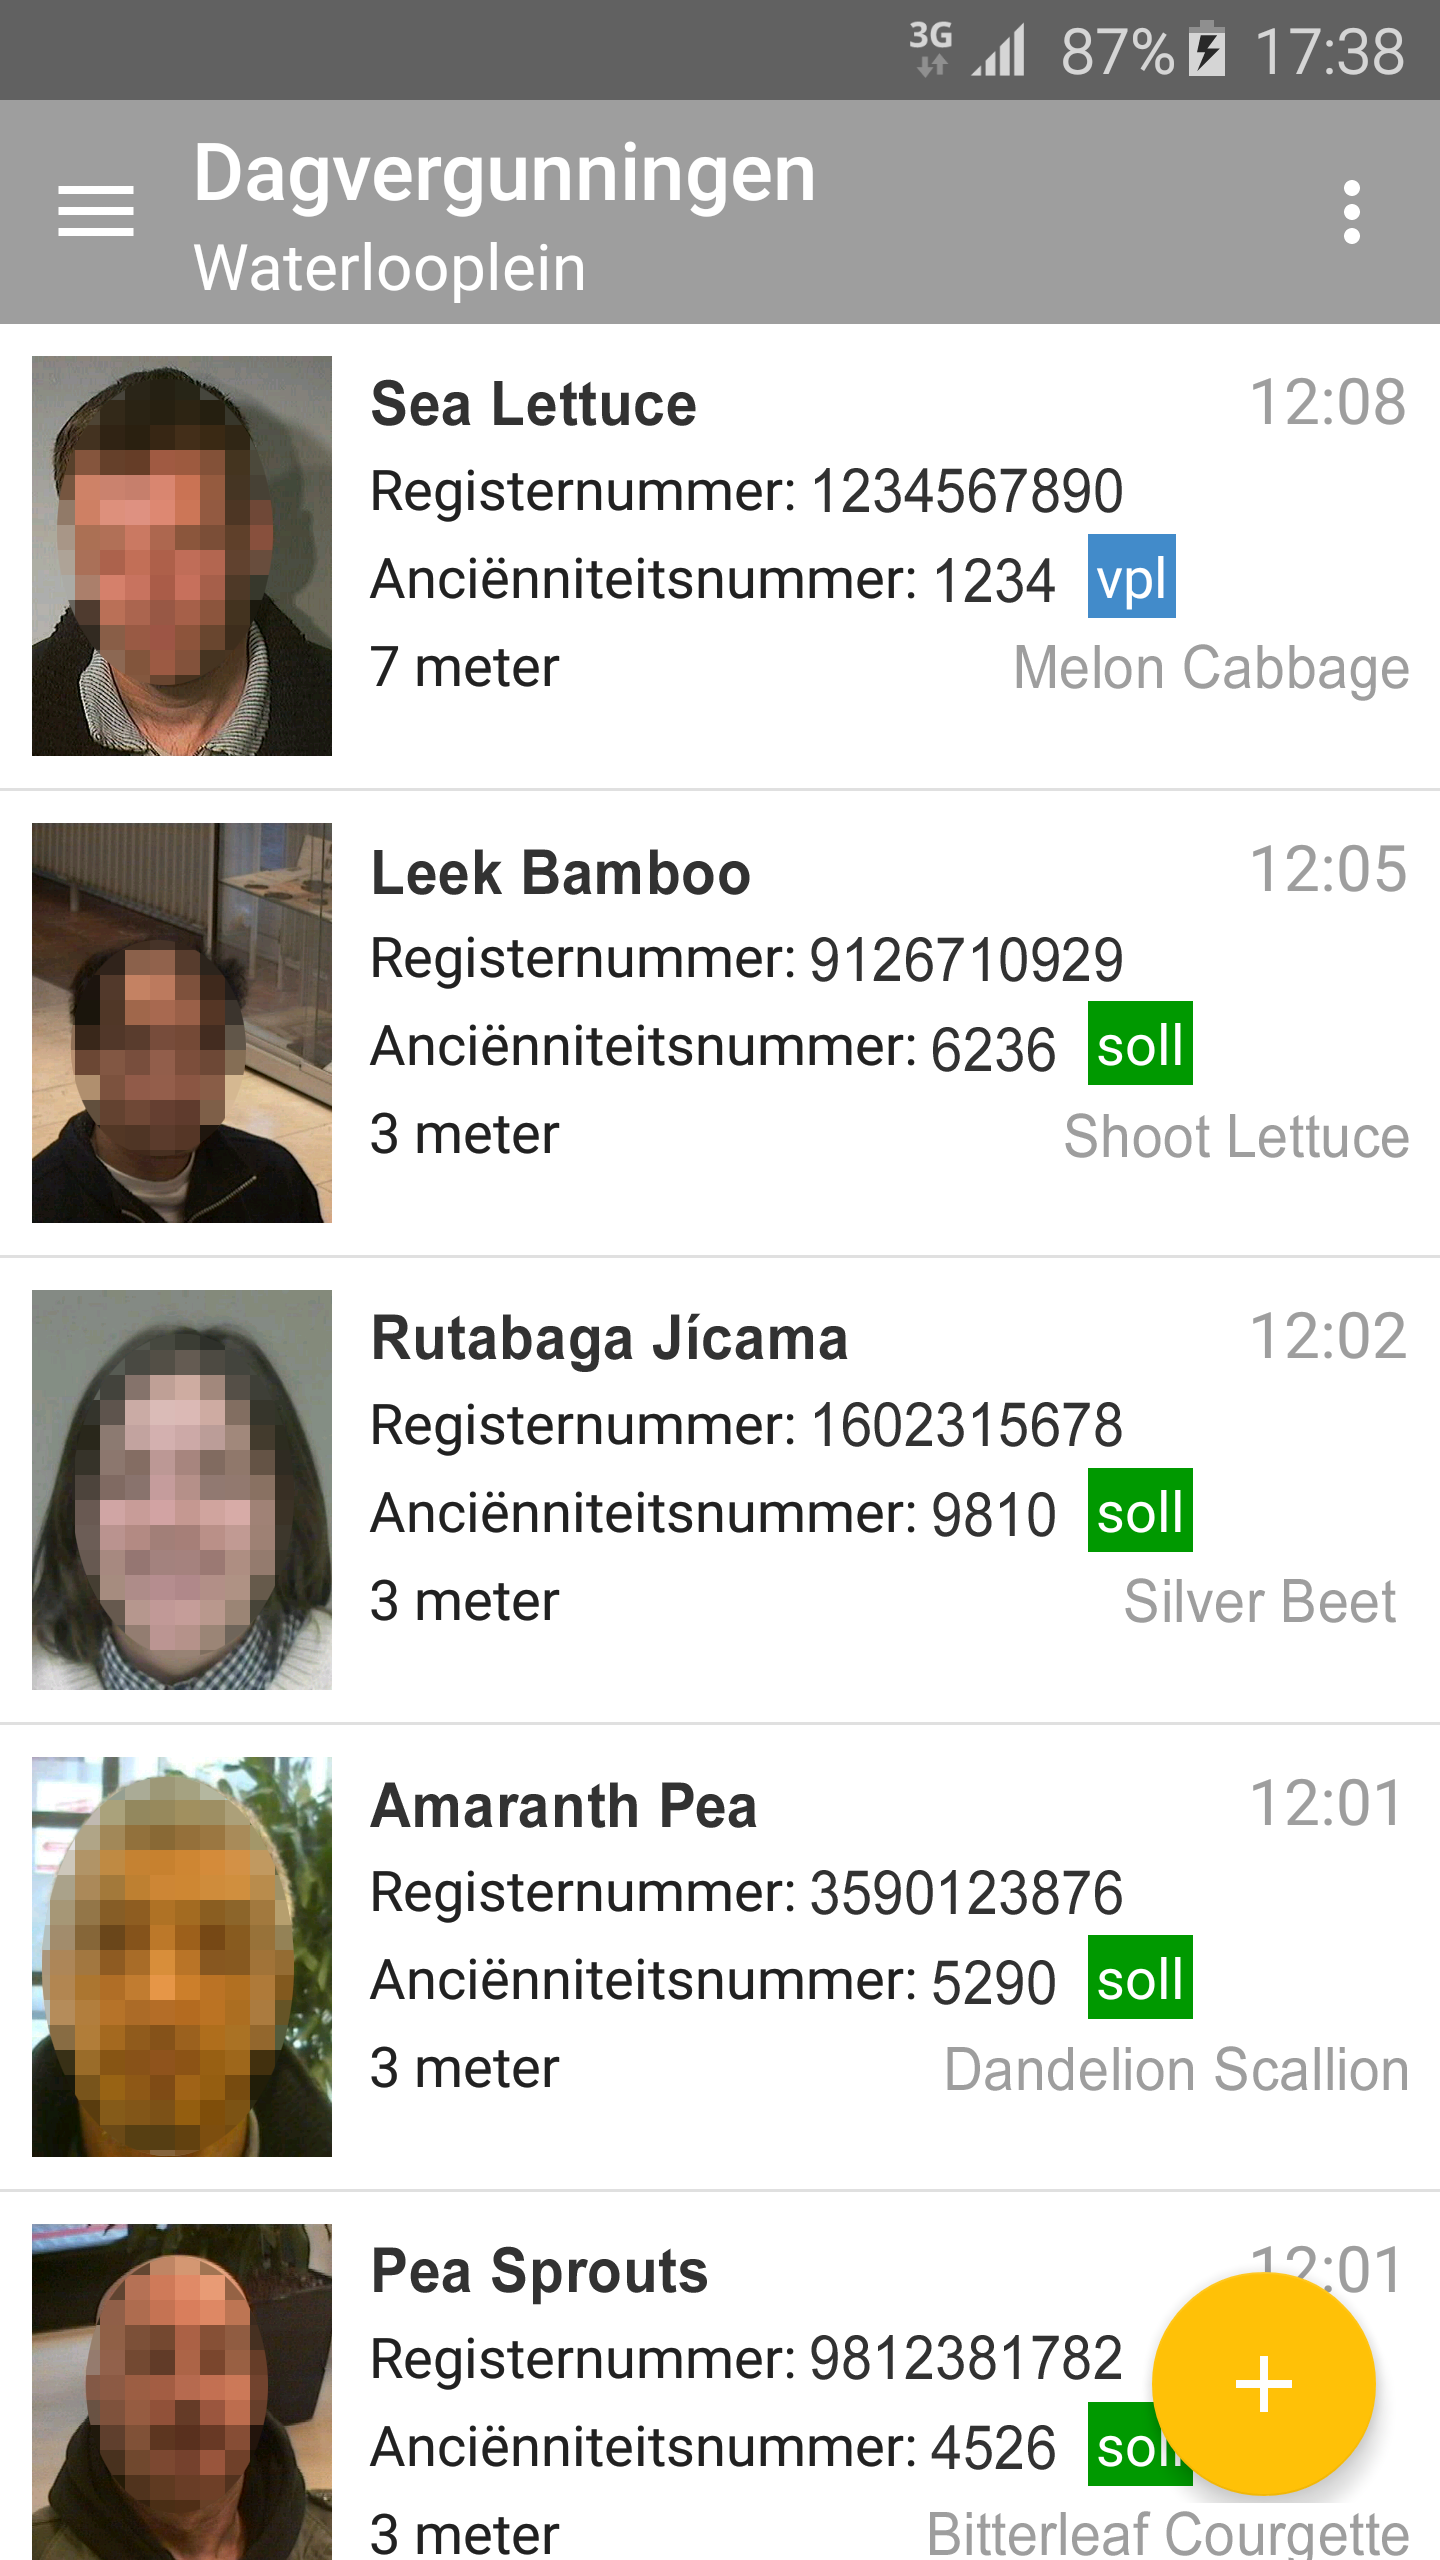 3G 87% 17:38
Dagvergunningen
Waterlooplein
Sea Lettuce 12:08
Registernummer: 1234567890
Anciënniteitsnummer: 1234 vpl
7 meter Melon Cabbage
Leek Bamboo 12:05
Registernummer: 9126710929
Anciënniteitsnummer: 6236 soll
3 meter Shoot Lettuce
Rutabaga Jícama 12:02
Registernummer: 1602315678
Anciënniteitsnummer: 9810 soll
3 meter Silver Beet
Amaranth Pea 12:01
Registernummer: 3590123876
Anciënniteitsnummer: 5290 soll
3 meter Dandelion Scallion
Pea Sprouts 12:01
Registernummer: 9812381782
Anciënniteitsnummer: 4526 soll
3 meter Bitterleaf Courgette